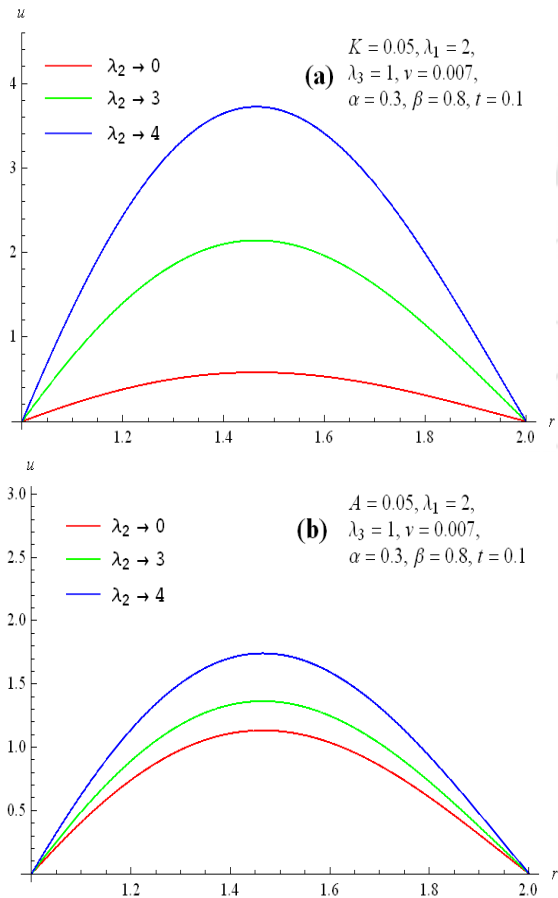 u
4
3
2
1
1.2 1.4 1.6 1.8 2.0 r
λ₂ → 0
λ₂ → 3
λ₂ → 4
(a)
K = 0.05, λ₁ = 2,
λ₃ = 1, ν = 0.007,
α = 0.3, β = 0.8, t = 0.1
u
3.0
2.5
2.0
1.5
1.0
0.5
1.2 1.4 1.6 1.8 2.0 r
λ₂ → 0
λ₂ → 3
λ₂ → 4
(b)
A = 0.05, λ₁ = 2,
λ₃ = 1, ν = 0.007,
α = 0.3, β = 0.8, t = 0.1